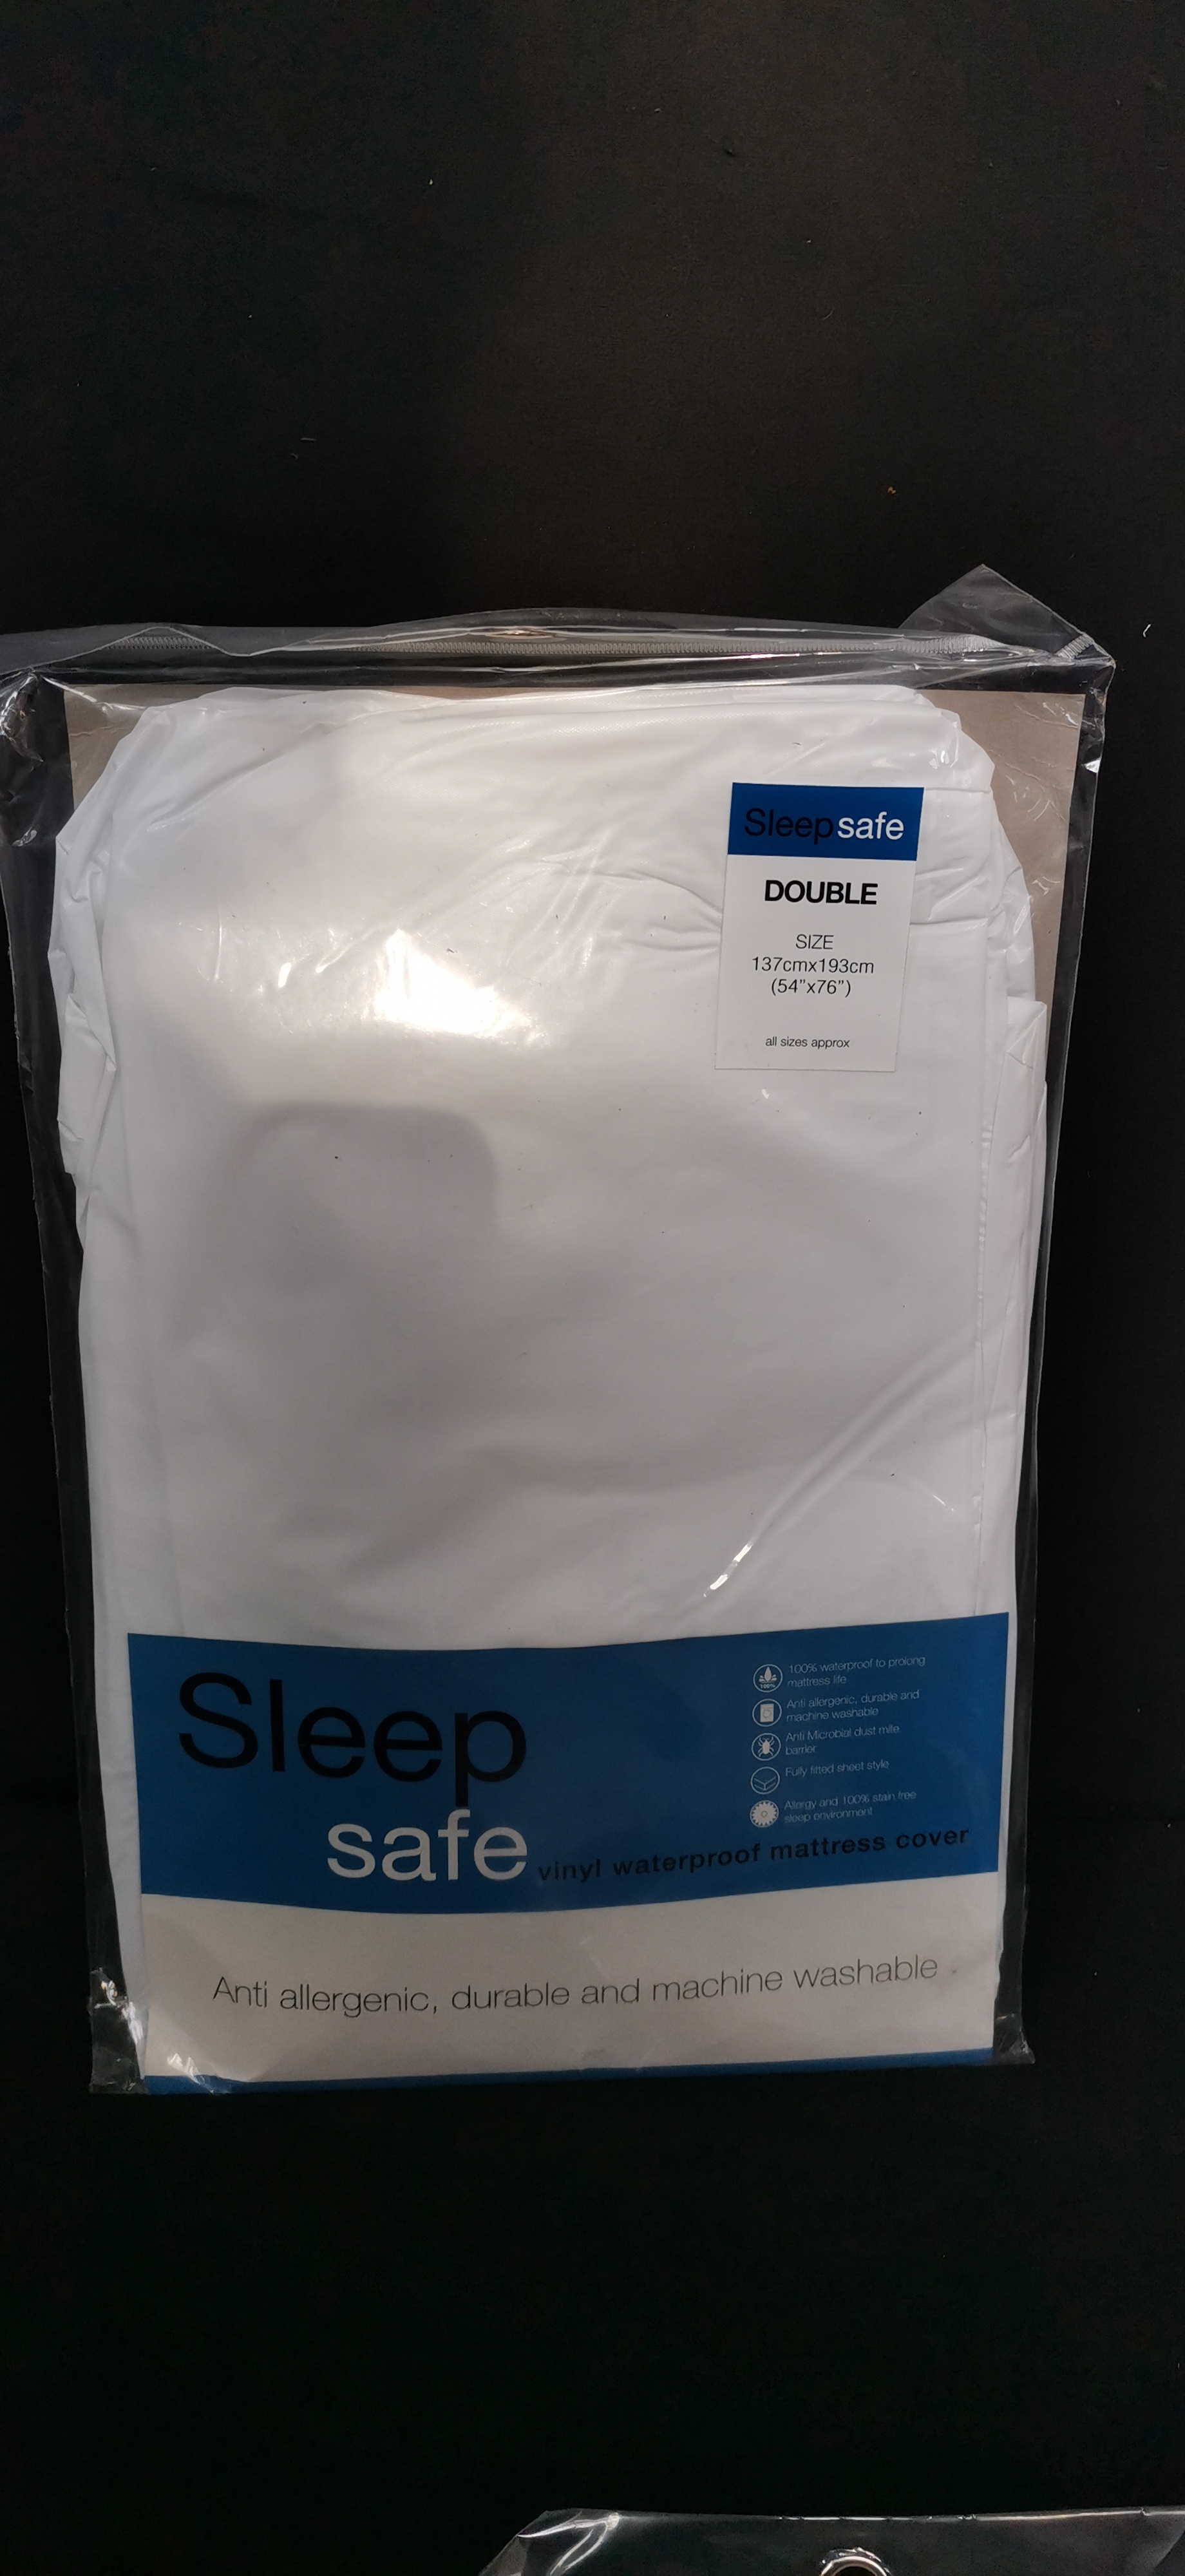 Sleepsafe
DOUBLE
SIZE
137cmx193cm
(54"x76")
all sizes approx
Sleep
safe
vinyl waterproof mattress cover
100%
100% waterproof to prolong
mattress life
Anti allergenic, durable and
machine washable
Anti Microbial dust mite
barrier
Fully fitted sheet style
Allergy and 100% stain free
sleep environment
Anti allergenic, durable and machine washable